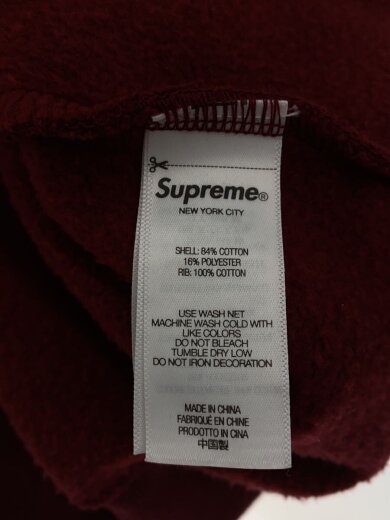 Supreme®
NEW YORK CITY
SHELL: 84% COTTON
16% POLYESTER
RIB: 100% COTTON
USE WASH NET
MACHINE WASH COLD WITH
LIKE COLORS
DO NOT BLEACH
TUMBLE DRY LOW
DO NOT IRON DECORATION
MADE IN CHINA
FABRIQUÉ EN CHINE
PRODOTTO IN CINA
中国製